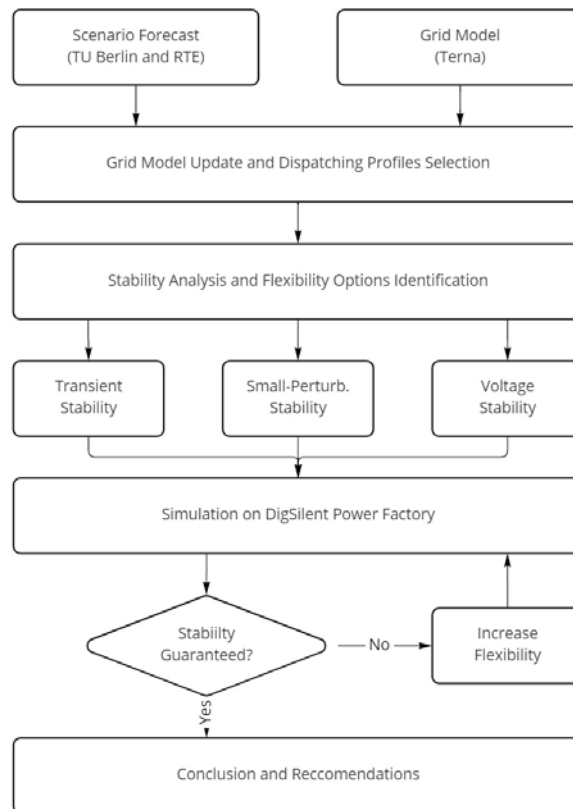 Scenario Forecast
(TU Berlin and RTE)
Grid Model
(Terna)
Grid Model Update and Dispatching Profiles Selection
Stability Analysis and Flexibility Options Identification
Transient
Stability
Small-Perturb.
Stability
Voltage
Stability
Simulation on DigSilent Power Factory
Stabiilty
Guaranteed?
No
Increase
Flexibility
Yes
Conclusion and Reccomendations